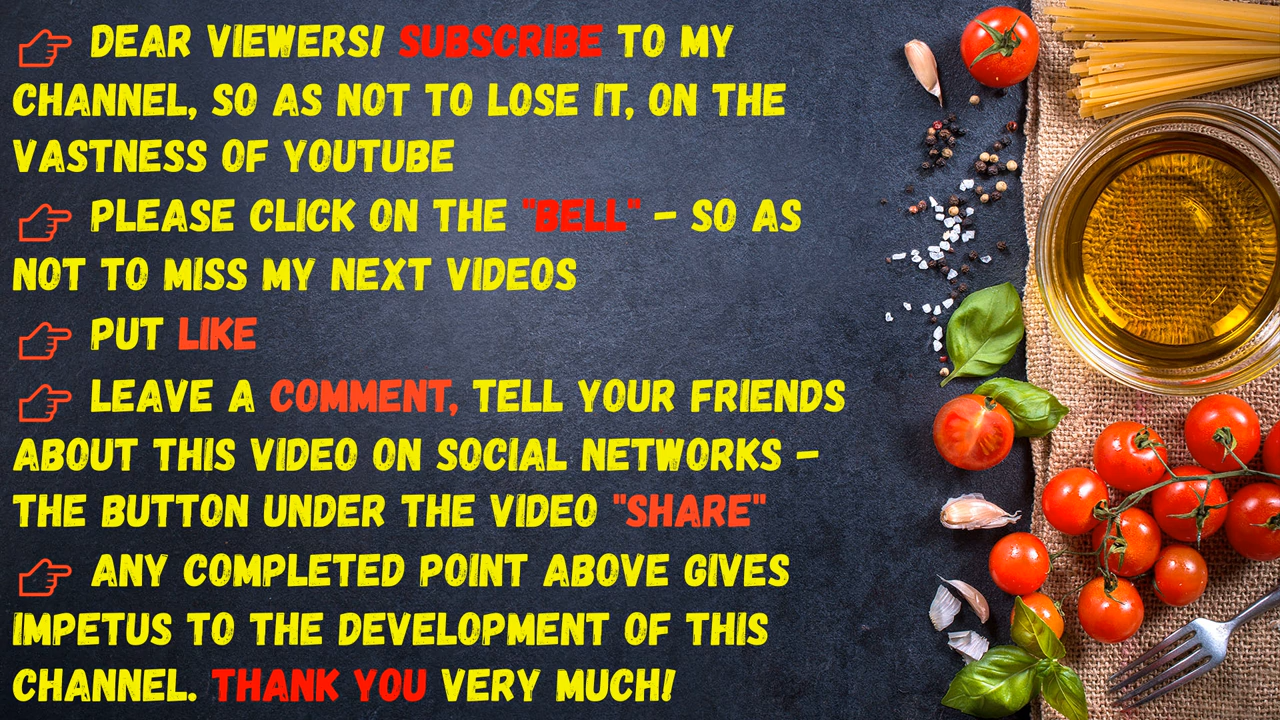 DEAR VIEWERS! SUBSCRIBE TO MY
CHANNEL, SO AS NOT TO LOSE IT, ON THE
VASTNESS OF YOUTUBE
PLEASE CLICK ON THE "BELL" - SO AS
NOT TO MISS MY NEXT VIDEOS
PUT LIKE
LEAVE A COMMENT, TELL YOUR FRIENDS
ABOUT THIS VIDEO ON SOCIAL NETWORKS -
THE BUTTON UNDER THE VIDEO "SHARE"
ANY COMPLETED POINT ABOVE GIVES
IMPETUS TO THE DEVELOPMENT OF THIS
CHANNEL. THANK YOU VERY MUCH!